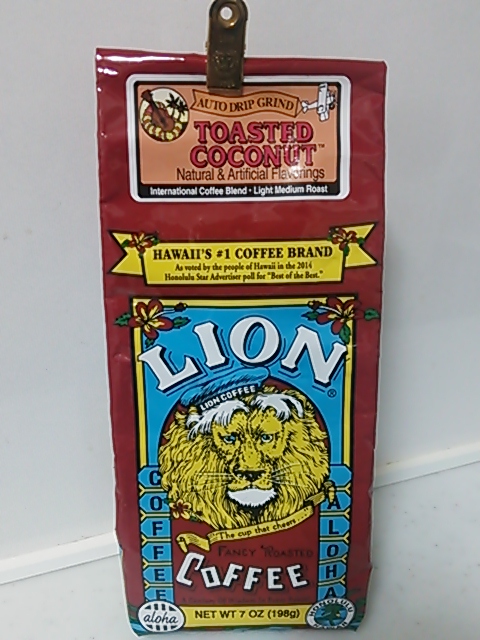 AUTO DRIP GRIND
TOASTED
COCONUT™
Natural & Artificial Flavorings
International Coffee Blend • Light Medium Roast
HAWAII'S #1 COFFEE BRAND
As voted by the people of Hawaii in the 2014
Honolulu Star Advertiser poll for "Best of the Best."
LION®
LION COFFEE
The cup that cheers...
COFFEE
ALOHA
FANCY ROASTED
COFFEE
aloha
NET WT 7 OZ (198g)
HONOLULU